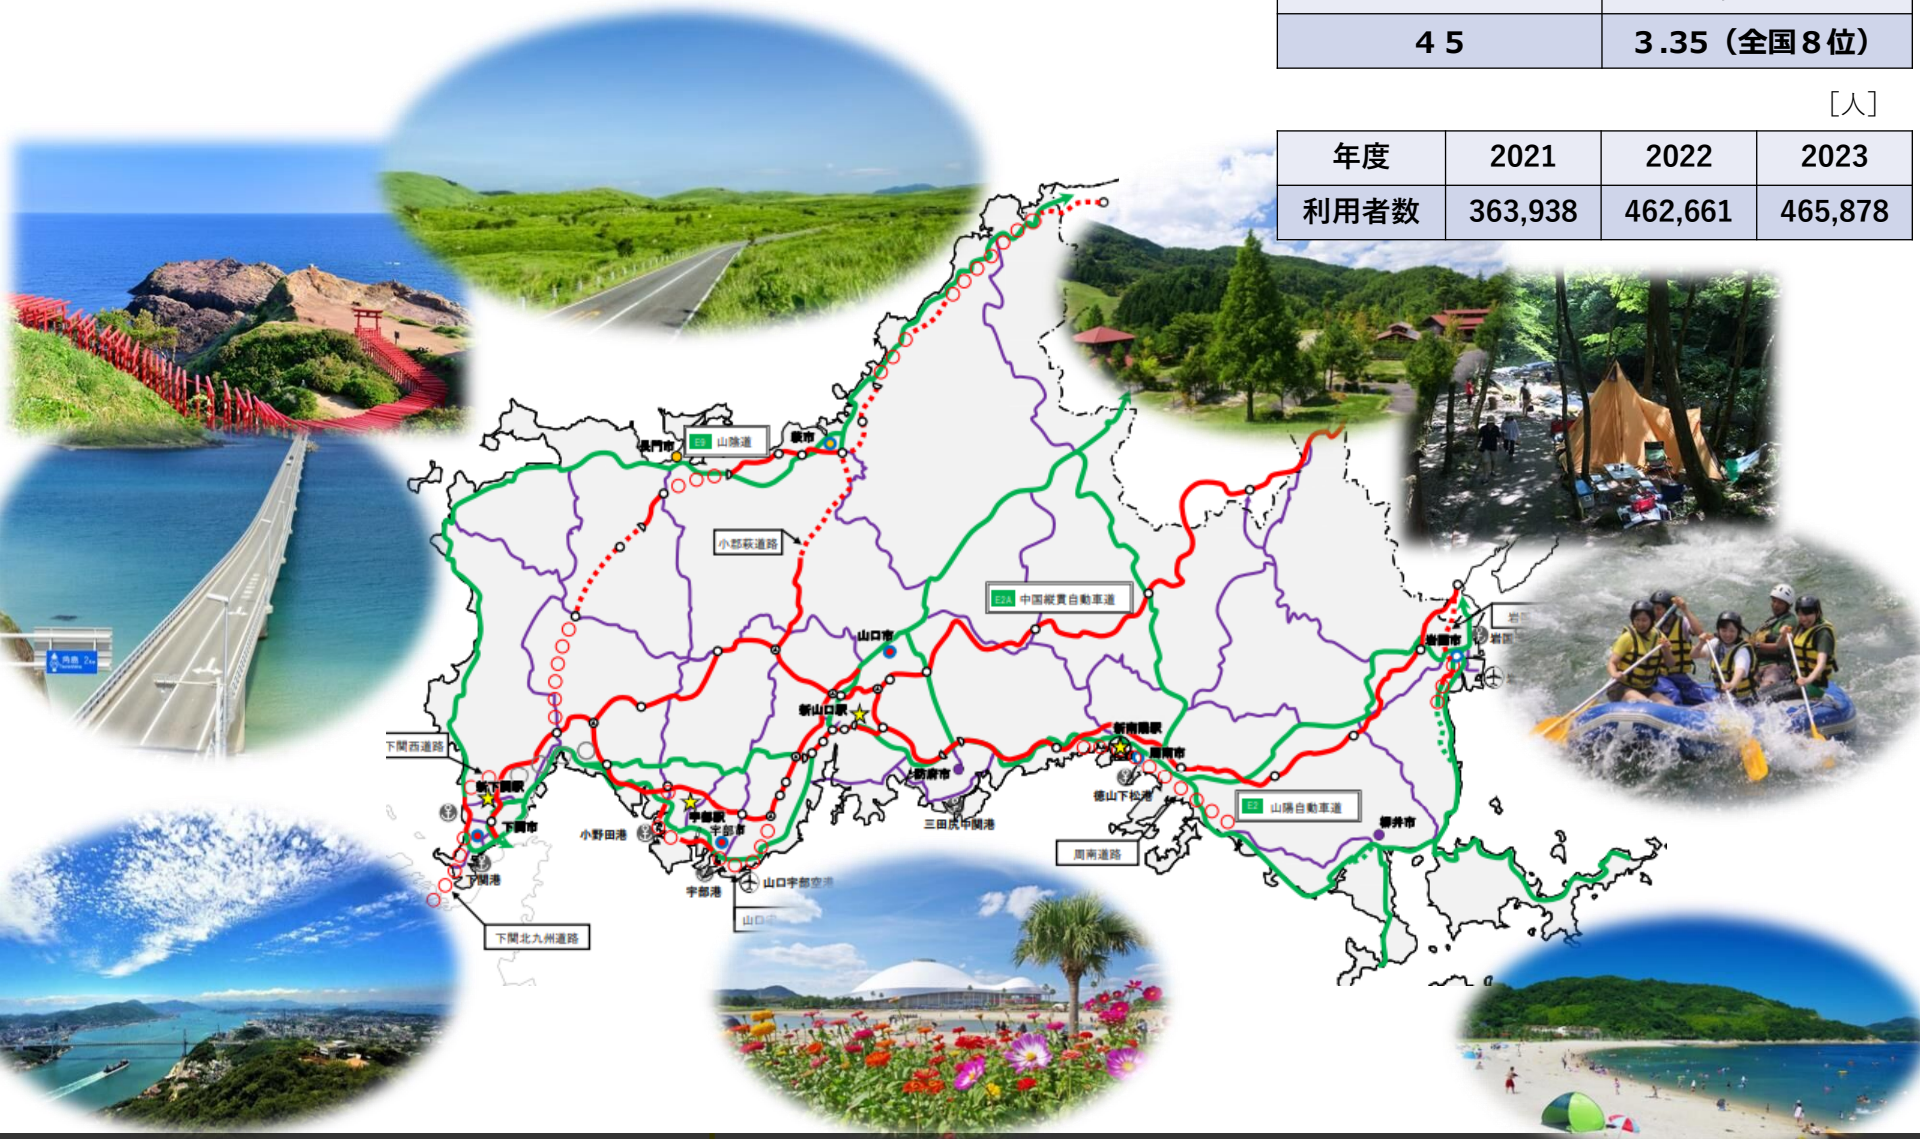 ４５
３.35（全国８位）
［人］
年度 2021 2022 2023
利用者数 363,938 462,661 465,878
長門市
E9 山陰道
萩市
小郡萩道路
E2A 中国縦貫自動車道
山口市
岩国市
新山口駅
新南陽駅
周南市
下関西道路
新下関駅
防府市
徳山下松港
E2 山陽自動車道
宇部駅
下関市
宇部市
小野田港
三田尻中関港
柳井市
周南道路
下関港
宇部港
山口宇部空港
下関北九州道路
角島 2km